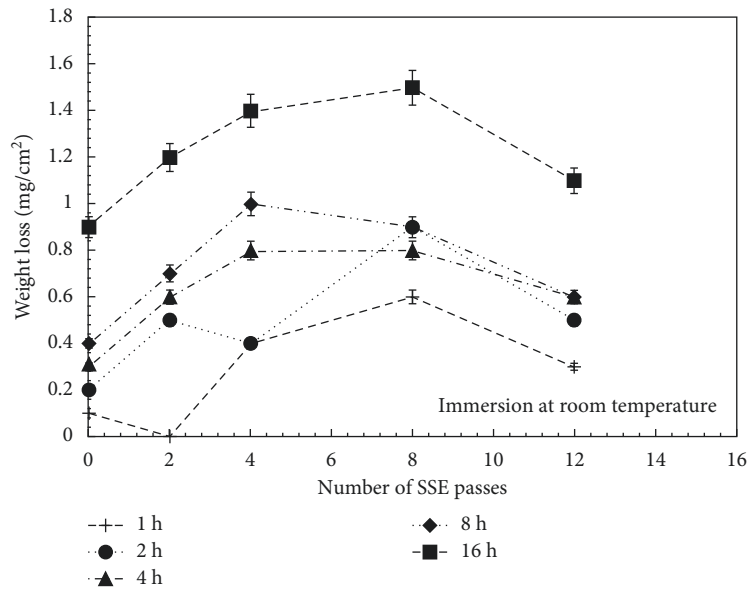 1.8
1.6
1.4
1.2
1
0.8
0.6
0.4
0.2
0
Weight loss (mg/cm²)
Immersion at room temperature
0 2 4 6 8 10 12 14 16
Number of SSE passes
1 h
2 h
4 h
8 h
16 h